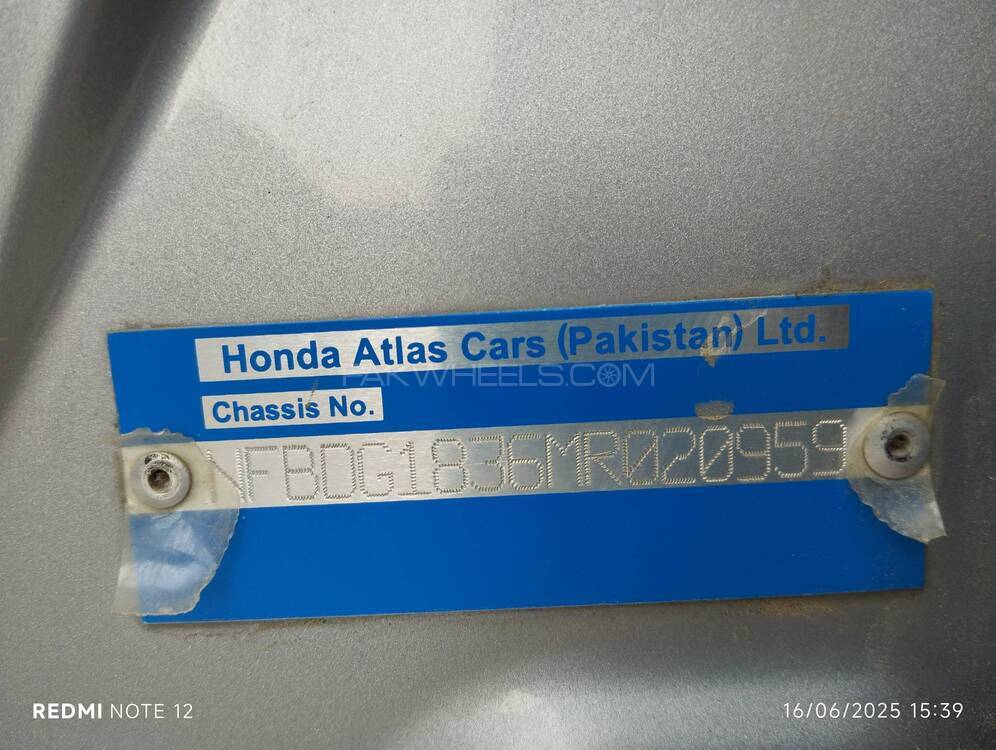 Honda Atlas Cars (Pakistan) Ltd.
PAKWHEELS.COM
Chassis No.
NFBDG1836MR020959
REDMI NOTE 12
16/06/2025 15:39